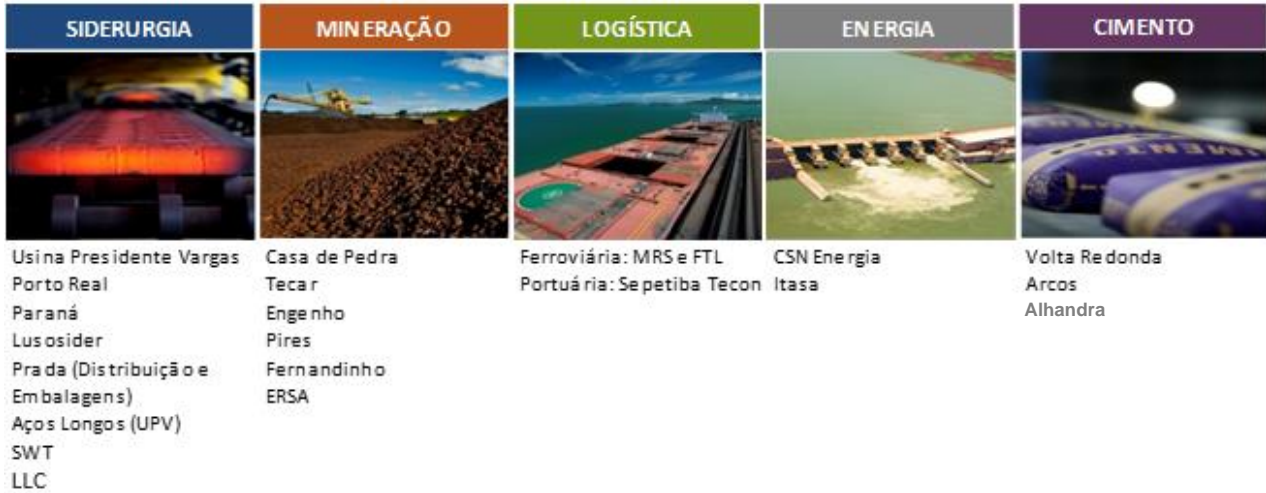 SIDERURGIA
MINERAÇÃO
LOGÍSTICA
ENERGIA
CIMENTO
IMENTO
Usina Presidente Vargas
Porto Real
Paraná
Lusosider
Prada (Distribuição e
Embalagens)
Aços Longos (UPV)
SWT
LLC
Casa de Pedra
Tecar
Engenho
Pires
Fernandinho
ERSA
Ferroviária: MRS e FTL
Portuária: Sepetiba Tecon
CSN Energia
Itasa
Volta Redonda
Arcos
Alhandra